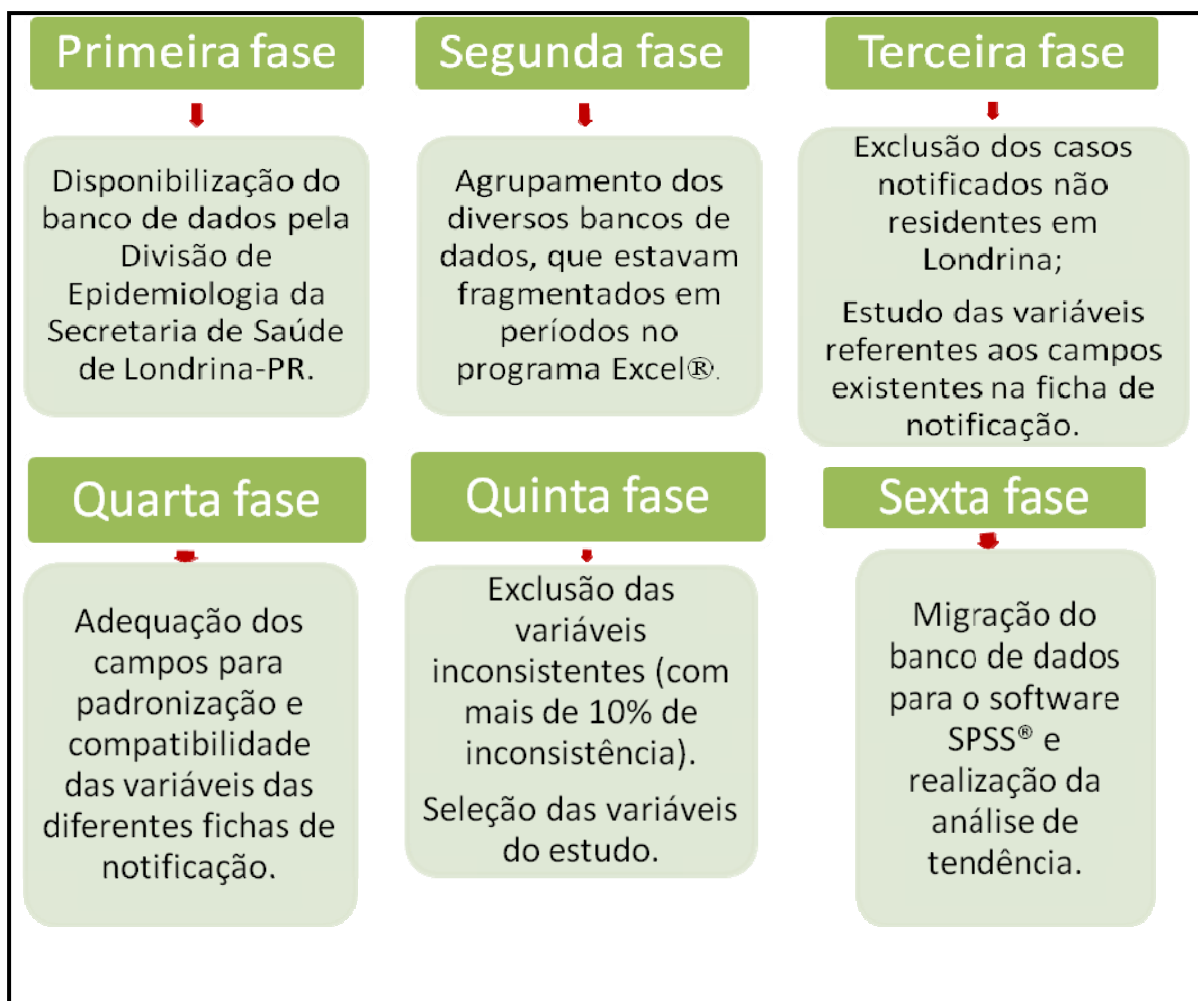 Primeira fase
Disponibilização do
banco de dados pela
Divisão de
Epidemiologia da
Secretaria de Saúde
de Londrina-PR.
Segunda fase
Agrupamento dos
diversos bancos de
dados, que estavam
fragmentados em
períodos no
programa Excel®.
Terceira fase
Exclusão dos casos
notificados não
residentes em
Londrina;
Estudo das variáveis
referentes aos campos
existentes na ficha de
notificação.
Quarta fase
Adequação dos
campos para
padronização e
compatibilidade
das variáveis das
diferentes fichas de
notificação.
Quinta fase
Exclusão das
variáveis
inconsistentes (com
mais de 10% de
inconsistência).
Seleção das variáveis
do estudo.
Sexta fase
Migração do
banco de dados
para o software
SPSS® e
realização da
análise de
tendência.